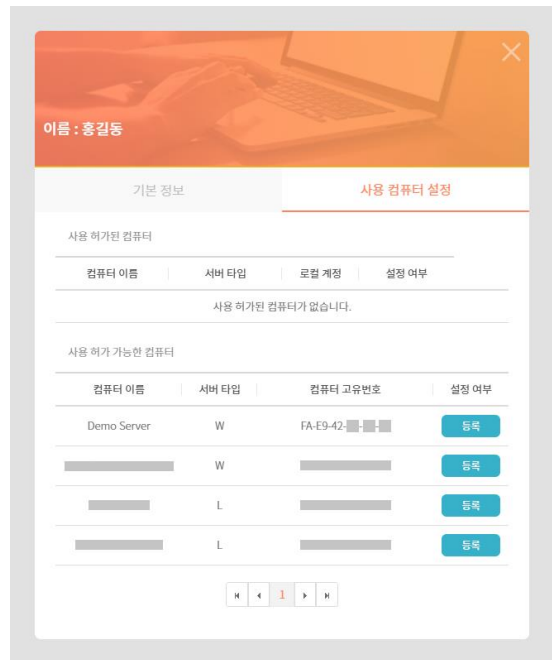 이름 : 홍길동
기본 정보 사용 컴퓨터 설정
사용 허가된 컴퓨터
컴퓨터 이름 서버 타입 로컬 계정 설정 여부
사용 허가된 컴퓨터가 없습니다.
사용 허가 가능한 컴퓨터
컴퓨터 이름 서버 타입 컴퓨터 고유번호 설정 여부
Demo Server W FA-E9-42- - - 등록
W 등록
L 등록
L 등록
1